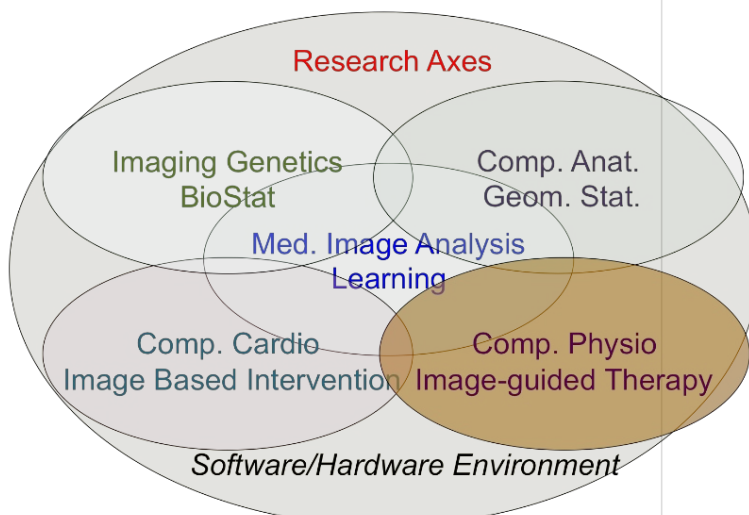 Research Axes
Imaging Genetics
BioStat
Comp. Anat.
Geom. Stat.
Med. Image Analysis
Learning
Comp. Cardio
Image Based Intervention
Comp. Physio
Image-guided Therapy
Software/Hardware Environment